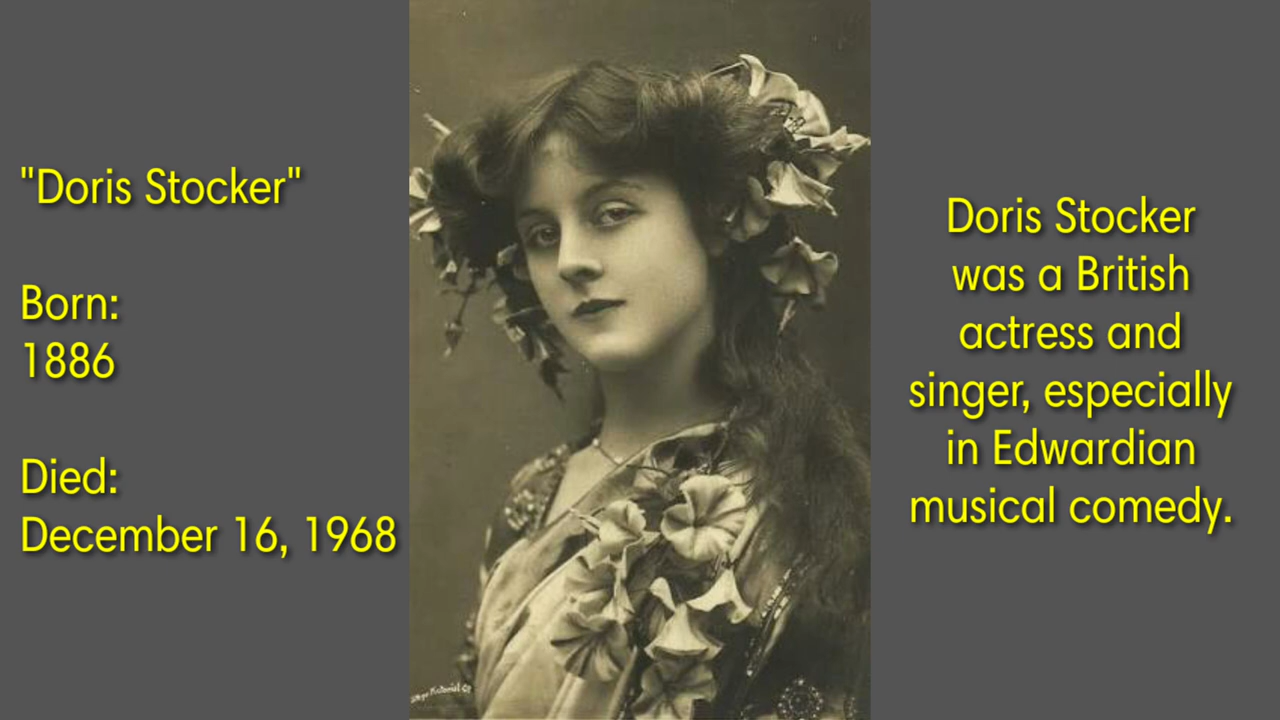 "Doris Stocker"
Born:
1886
Died:
December 16, 1968
Doris Stocker
was a British
actress and
singer, especially
in Edwardian
musical comedy.